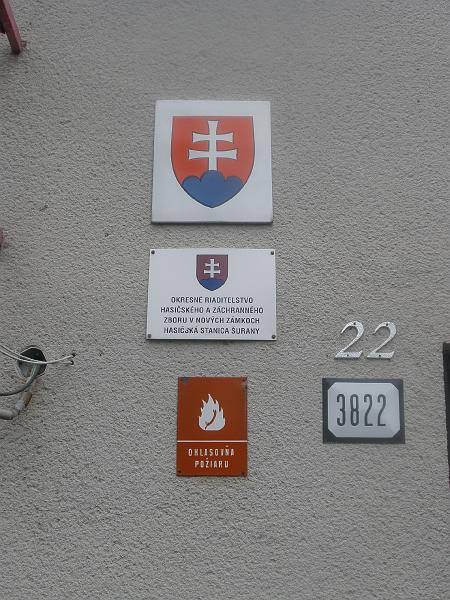 OKRESNÉ RIADITEĽSTVO
HASIČSKÉHO A ZÁCHRANNÉHO
ZBORU V NOVÝCH ZÁMKOCH
HASIČSKÁ STANICA ŠURANY
22
3822
OHLASOVŇA
POŽIARU